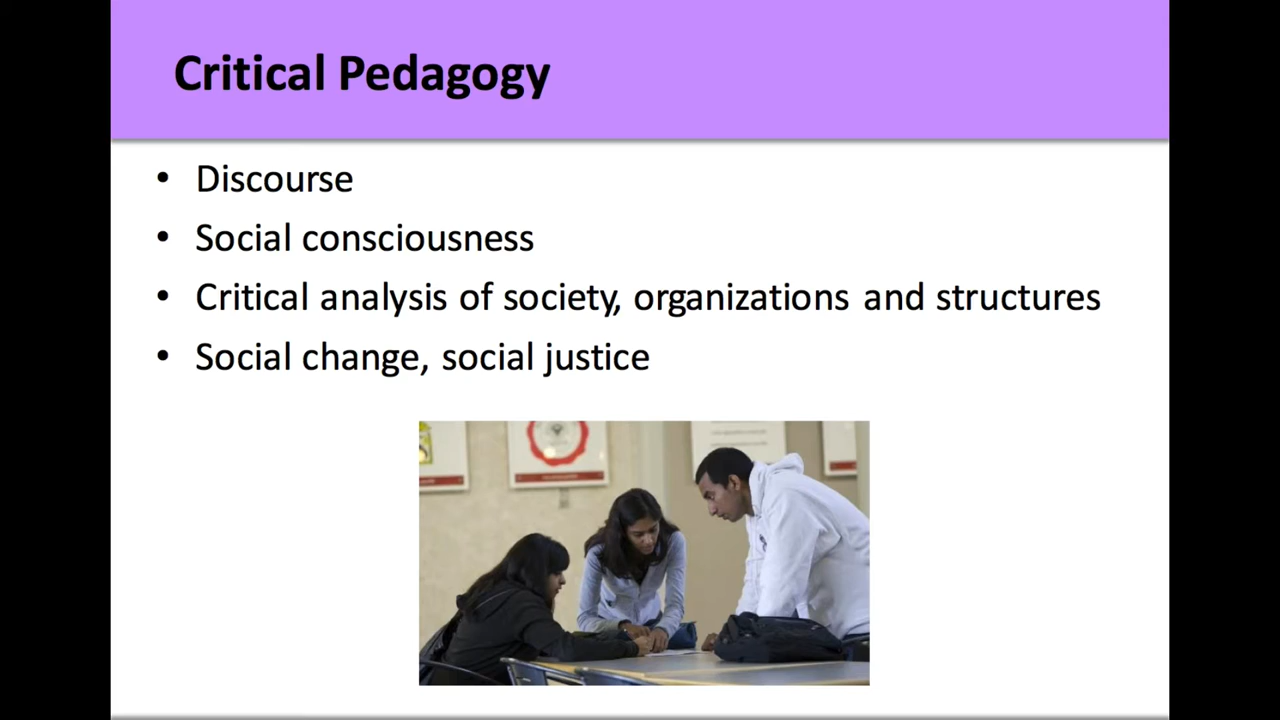 Critical Pedagogy
• Discourse
• Social consciousness
• Critical analysis of society, organizations and structures
• Social change, social justice